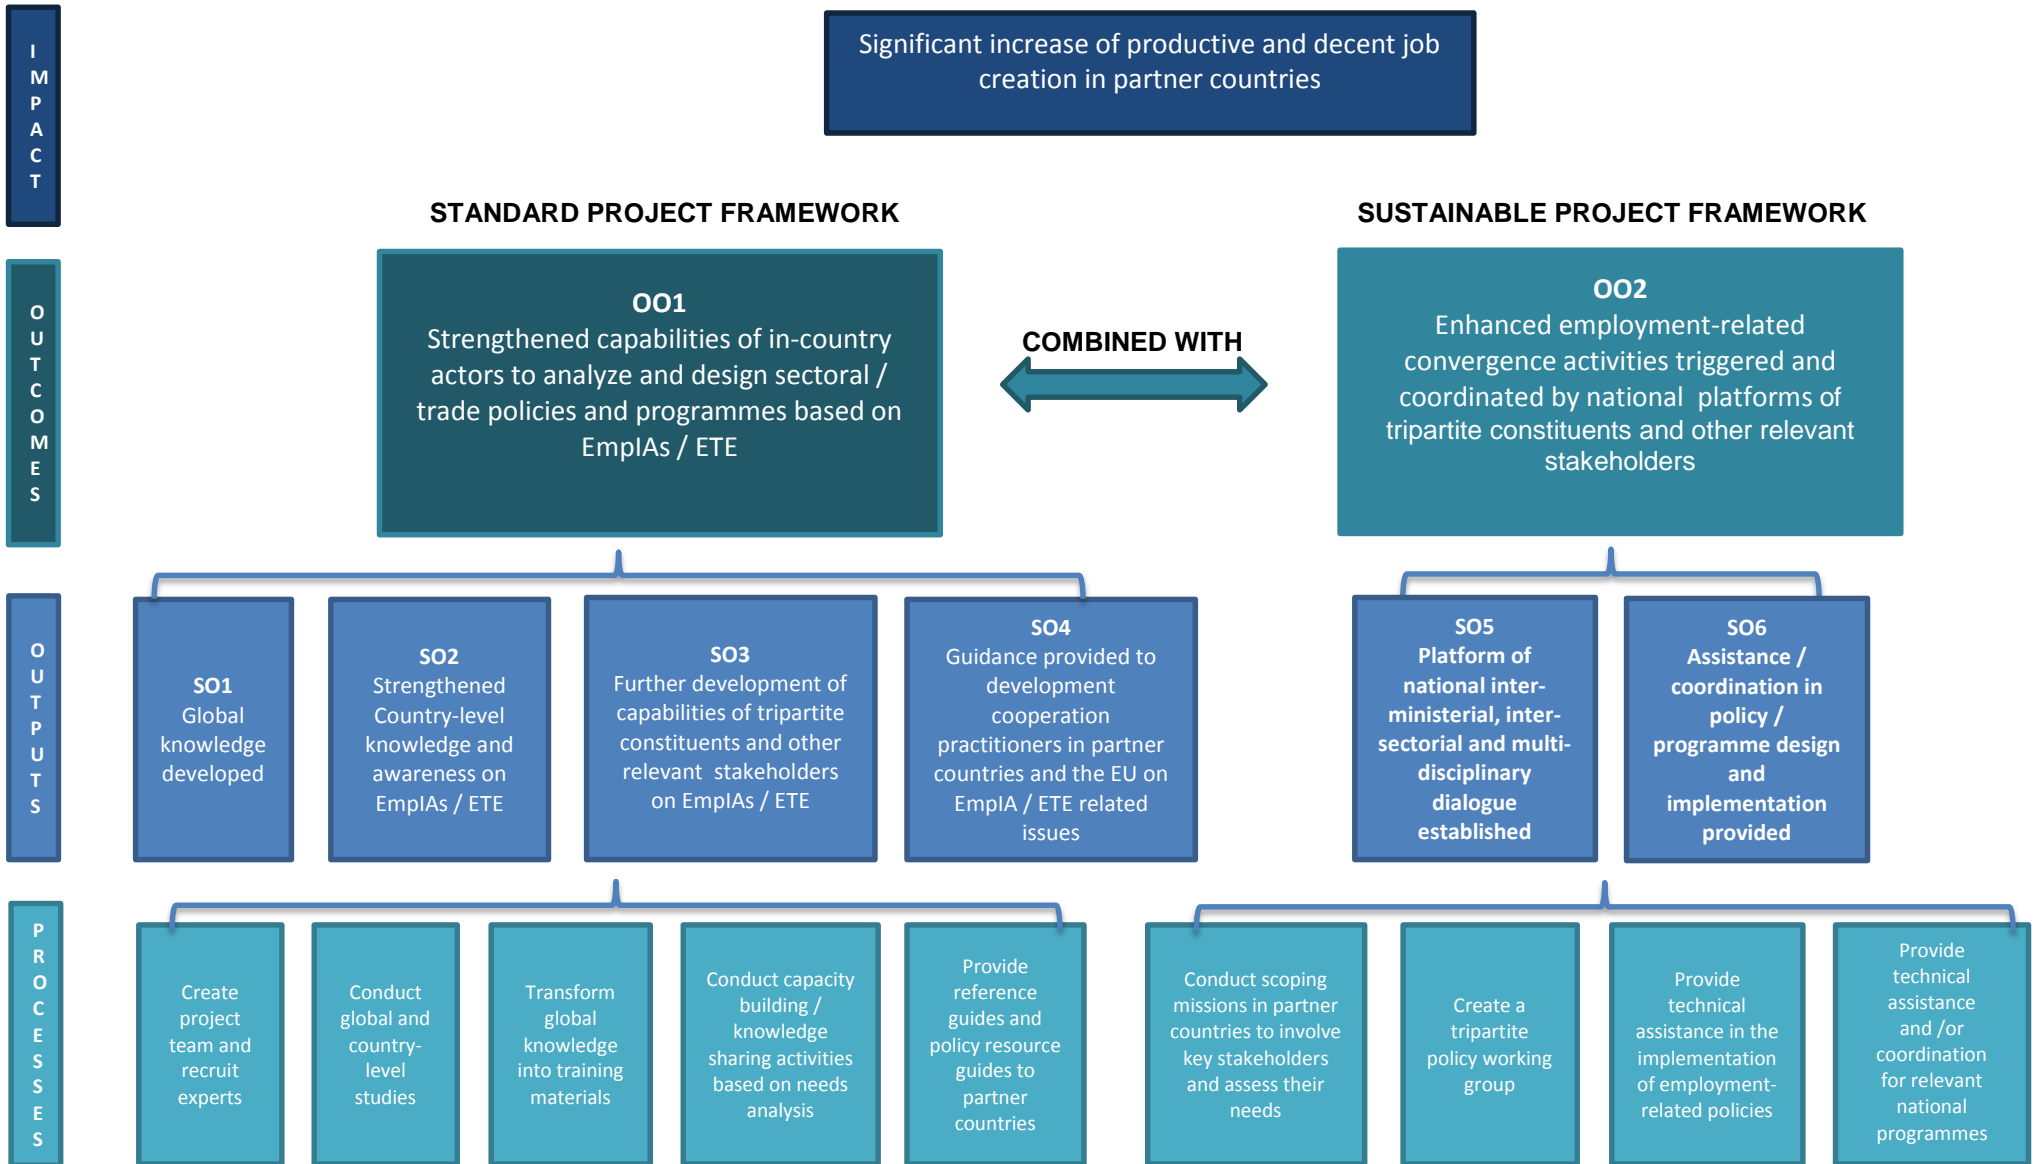 I
M
P
A
C
T
Significant increase of productive and decent job
creation in partner countries
STANDARD PROJECT FRAMEWORK
SUSTAINABLE PROJECT FRAMEWORK
O
U
T
C
O
M
E
S
OO1
Strengthened capabilities of in-country
actors to analyze and design sectoral /
trade policies and programmes based on
EmpIAs / ETE
COMBINED WITH
OO2
Enhanced employment-related
convergence activities triggered and
coordinated by national platforms of
tripartite constituents and other relevant
stakeholders
O
U
T
P
U
T
S
SO1
Global
knowledge
developed
SO2
Strengthened
Country-level
knowledge and
awareness on
EmpIAs / ETE
SO3
Further development of
capabilities of tripartite
constituents and other
relevant stakeholders
on EmpIAs / ETE
SO4
Guidance provided to
development
cooperation
practitioners in partner
countries and the EU on
EmpIA / ETE related
issues
SO5
Platform of
national inter-
ministerial, inter-
sectorial and multi-
disciplinary
dialogue
established
SO6
Assistance /
coordination in
policy /
programme design
and
implementation
provided
P
R
O
C
E
S
S
E
S
Create
project
team and
recruit
experts
Conduct
global and
country-
level
studies
Transform
global
knowledge
into training
materials
Conduct capacity
building /
knowledge
sharing activities
based on needs
analysis
Provide
reference
guides and
policy resource
guides to
partner
countries
Conduct scoping
missions in partner
countries to involve
key stakeholders
and assess their
needs
Create a
tripartite
policy working
group
Provide
technical
assistance in the
implementation
of employment-
related policies
Provide
technical
assistance
and /or
coordination
for relevant
national
programmes